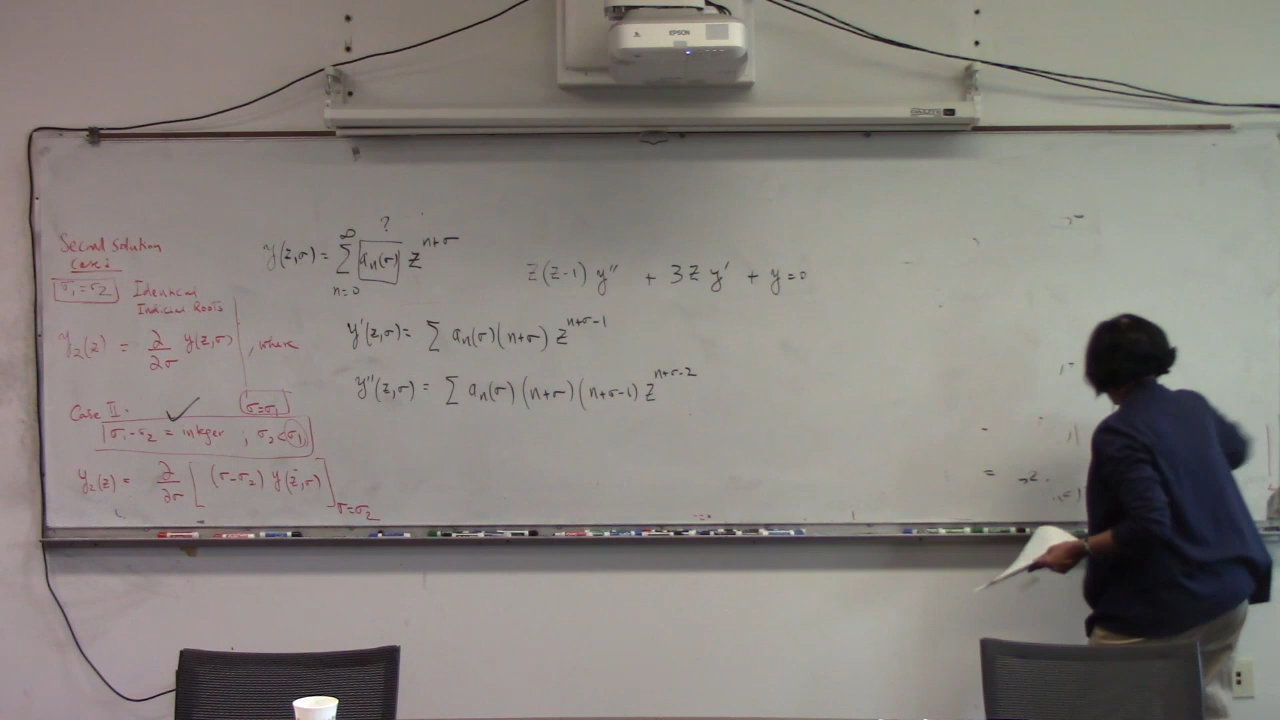 EPSON
Second Solution
Case I
σ₁ = σ₂ Identical
Indicial Roots
y₂(z) = ∂/∂σ y(z,σ) | , where
σ=σ₁
Case II. ✓
σ₁-σ₂ = integer ; σ₂<σ₁
y₂(z) = ∂/∂σ [ (σ-σ₂) y(z,σ) ] σ=σ₂
?
y(z,σ) = ∑_{n=0}^{∞} aₙ(σ) z^{n+σ}
y'(z,σ) = ∑ aₙ(σ)(n+σ) z^{n+σ-1}
y''(z,σ) = ∑ aₙ(σ)(n+σ)(n+σ-1) z^{n+σ-2}
z(z-1) y'' + 3z y' + y = 0